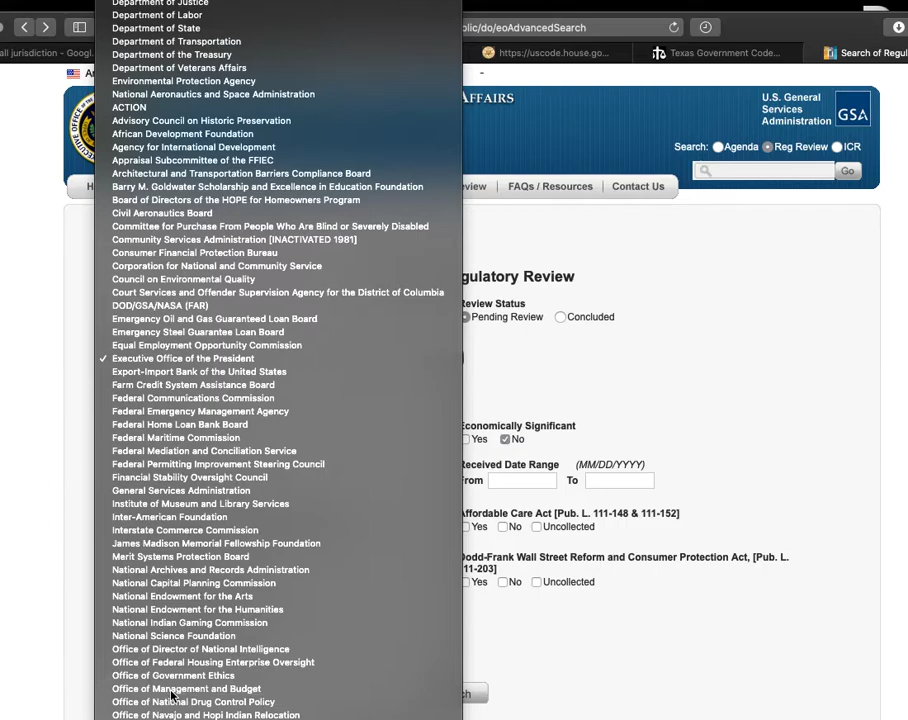 Department of Justice
Department of Labor
Department of State
Department of Transportation
Department of the Treasury
Department of Veterans Affairs
Environmental Protection Agency
National Aeronautics and Space Administration
ACTION
Advisory Council on Historic Preservation
African Development Foundation
Agency for International Development
Appraisal Subcommittee of the FFIEC
Architectural and Transportation Barriers Compliance Board
Barry M. Goldwater Scholarship and Excellence in Education Foundation
Board of Directors of the HOPE for Homeowners Program
Civil Aeronautics Board
Committee for Purchase From People Who Are Blind or Severely Disabled
Community Services Administration [INACTIVATED 1981]
Consumer Financial Protection Bureau
Corporation for National and Community Service
Council on Environmental Quality
Court Services and Offender Supervision Agency for the District of Columbia
DOD/GSA/NASA (FAR)
Emergency Oil and Gas Guaranteed Loan Board
Emergency Steel Guarantee Loan Board
Equal Employment Opportunity Commission
✓ Executive Office of the President
Export-Import Bank of the United States
Farm Credit System Assistance Board
Federal Communications Commission
Federal Emergency Management Agency
Federal Home Loan Bank Board
Federal Maritime Commission
Federal Mediation and Conciliation Service
Federal Permitting Improvement Steering Council
Financial Stability Oversight Council
General Services Administration
Institute of Museum and Library Services
Inter-American Foundation
Interstate Commerce Commission
James Madison Memorial Fellowship Foundation
Merit Systems Protection Board
National Archives and Records Administration
National Capital Planning Commission
National Endowment for the Arts
National Endowment for the Humanities
National Indian Gaming Commission
National Science Foundation
Office of Director of National Intelligence
Office of Federal Housing Enterprise Oversight
Office of Government Ethics
Office of Management and Budget
Office of National Drug Control Policy
Office of Navajo and Hopi Indian Relocation
blic/do/eoAdvancedSearch
all jurisdiction - Googl.
https://uscode.house.go...
Texas Government Code...
Search of Regul
An
AFFAIRS
U.S. General
Services
Administration
GSA
Search: Agenda Reg Review ICR
Go
H
eview FAQs / Resources Contact Us
gulatory Review
Review Status
Pending Review Concluded
Economically Significant
Yes No
Received Date Range (MM/DD/YYYY)
From To
Affordable Care Act [Pub. L. 111-148 & 111-152]
Yes No Uncollected
Dodd-Frank Wall Street Reform and Consumer Protection Act, [Pub. L.
11-203]
Yes No Uncollected
ch